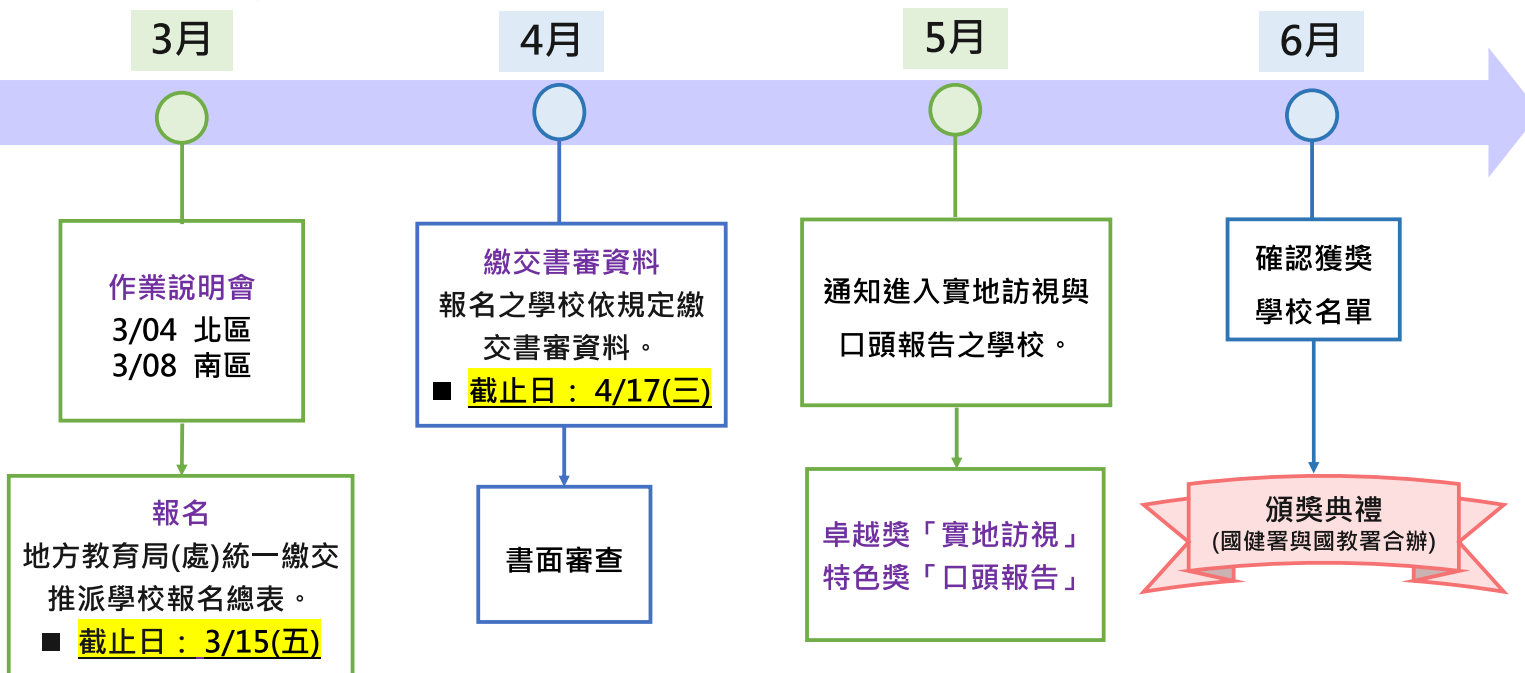 3月
4月
5月
6月
作業說明會
3/04 北區
3/08 南區
報名
地方教育局(處)統一繳交
推派學校報名總表。
■ 截止日： 3/15(五)
繳交書審資料
報名之學校依規定繳
交書審資料。
■ 截止日： 4/17(三)
書面審查
通知進入實地訪視與
口頭報告之學校。
卓越獎「實地訪視」
特色獎「口頭報告」
確認獲獎
學校名單
頒獎典禮
(國健署與國教署合辦)